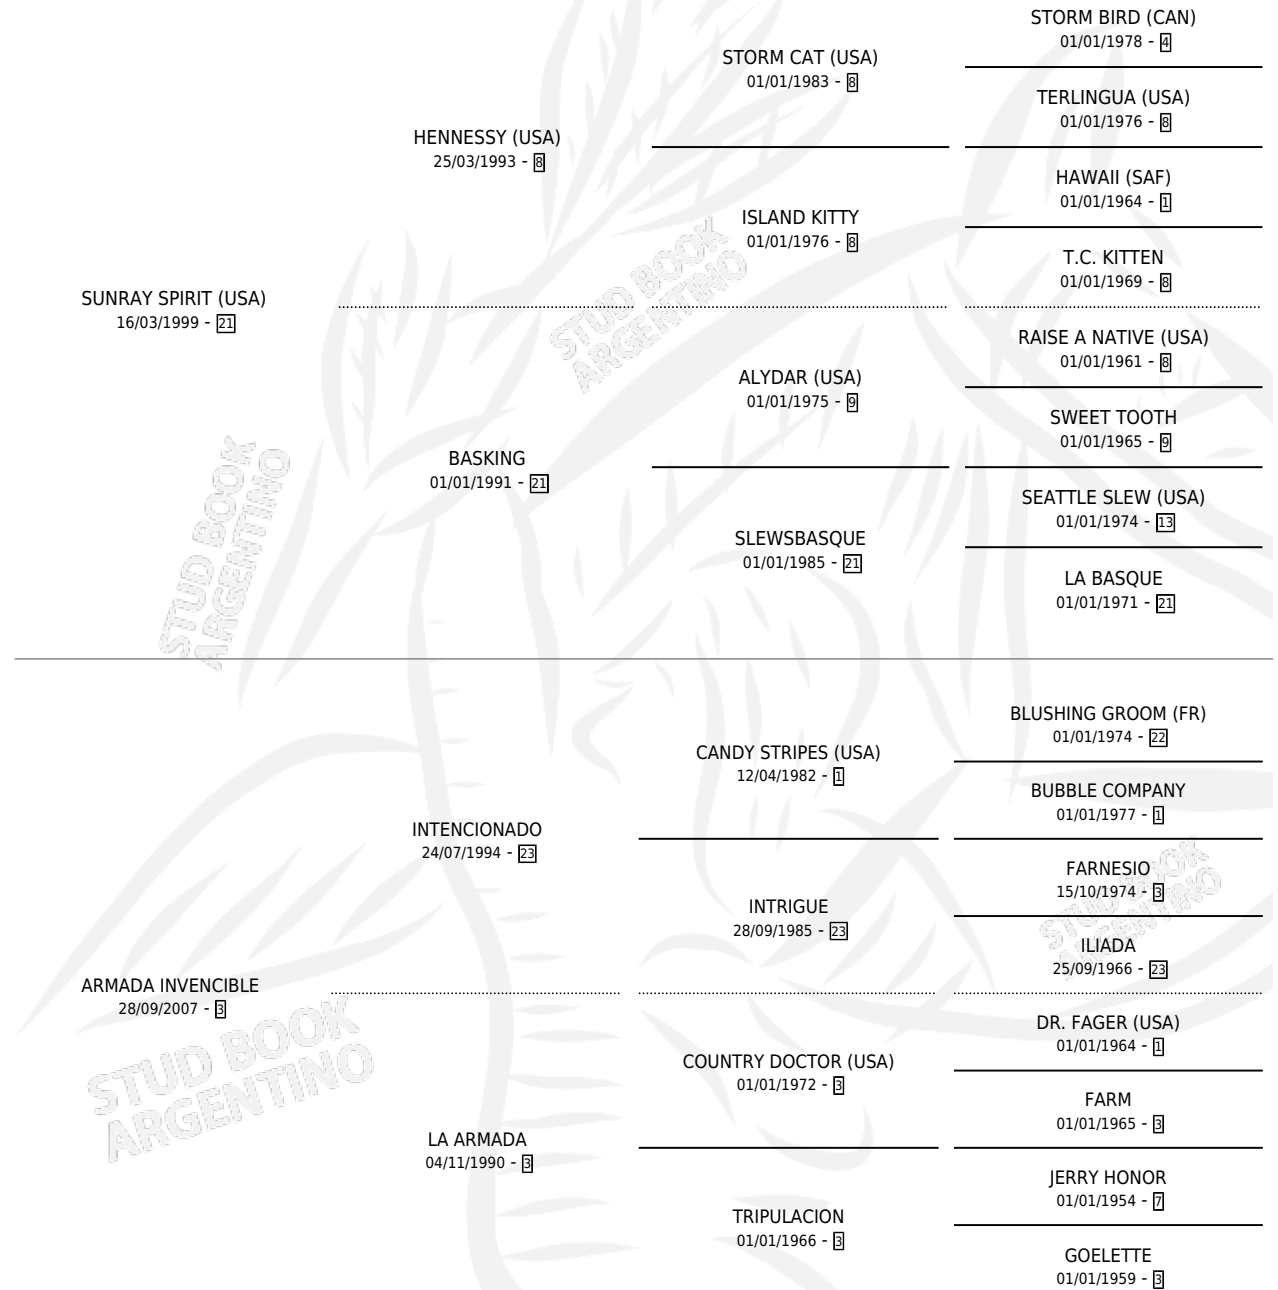 STORM BIRD (CAN)
01/01/1978 - 4
STORM CAT (USA)
01/01/1983 - 8
TERLINGUA (USA)
01/01/1976 - 8
HENNESSY (USA)
25/03/1993 - 8
HAWAII (SAF)
01/01/1964 - 1
ISLAND KITTY
01/01/1976 - 8
T.C. KITTEN
01/01/1969 - 8
SUNRAY SPIRIT (USA)
16/03/1999 - 21
RAISE A NATIVE (USA)
01/01/1961 - 8
ALYDAR (USA)
01/01/1975 - 9
SWEET TOOTH
01/01/1965 - 9
BASKING
01/01/1991 - 21
SEATTLE SLEW (USA)
01/01/1974 - 13
SLEWSBASQUE
01/01/1985 - 21
LA BASQUE
01/01/1971 - 21
BLUSHING GROOM (FR)
01/01/1974 - 22
CANDY STRIPES (USA)
12/04/1982 - 1
BUBBLE COMPANY
01/01/1977 - 1
INTENCIONADO
24/07/1994 - 23
FARNESIO
15/10/1974 - 3
INTRIGUE
28/09/1985 - 23
ILIADA
25/09/1966 - 23
ARMADA INVENCIBLE
28/09/2007 - 3
DR. FAGER (USA)
01/01/1964 - 1
COUNTRY DOCTOR (USA)
01/01/1972 - 3
FARM
01/01/1965 - 3
LA ARMADA
04/11/1990 - 3
JERRY HONOR
01/01/1954 - 7
TRIPULACION
01/01/1966 - 3
GOELETTE
01/01/1959 - 3
STUD BOOK
ARGENTINO
STUD BOOK
ARGENTINO
STUD BOOK
ARGENTINO
STUD BOOK
ARGENTINO